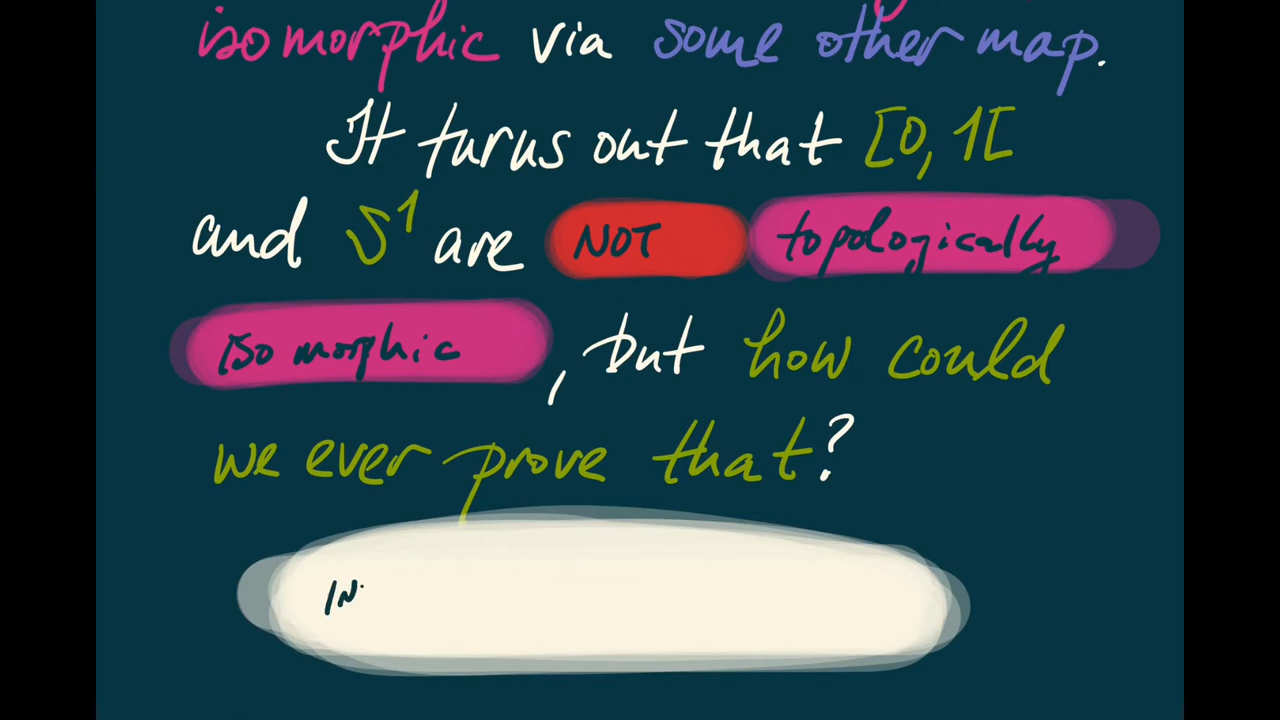 isomorphic via some other map.
It turns out that [0, 1[
and S¹ are NOT topologically
isomorphic, but how could
we ever prove that?
IN